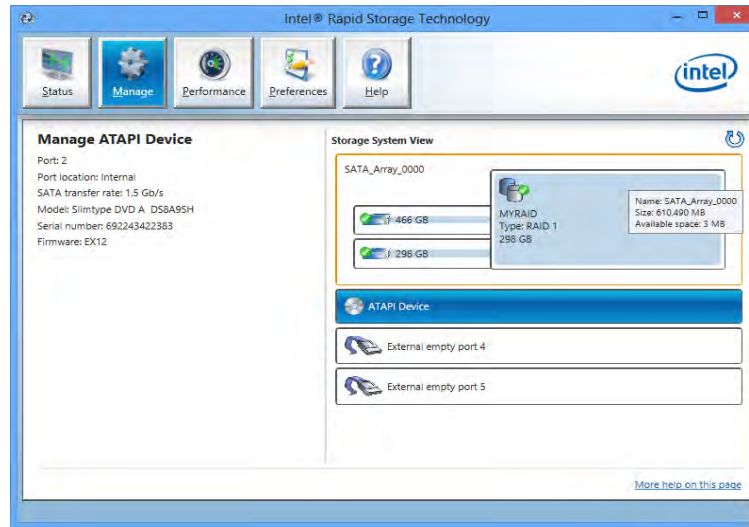 Intel® Rapid Storage Technology
Status
Manage
Performance
Preferences
Help
intel
Manage ATAPI Device
Port: 2
Port location: Internal
SATA transfer rate: 1.5 Gb/s
Model: Slimtype DVD A DS8A9SH
Serial number: 692243422383
Firmware: EX12
Storage System View
SATA_Array_0000
466 GB
298 GB
MYRAID
Type: RAID 1
298 GB
Name: SATA_Array_0000
Size: 610,490 MB
Available space: 3 MB
ATAPI Device
External empty port 4
External empty port 5
More help on this page